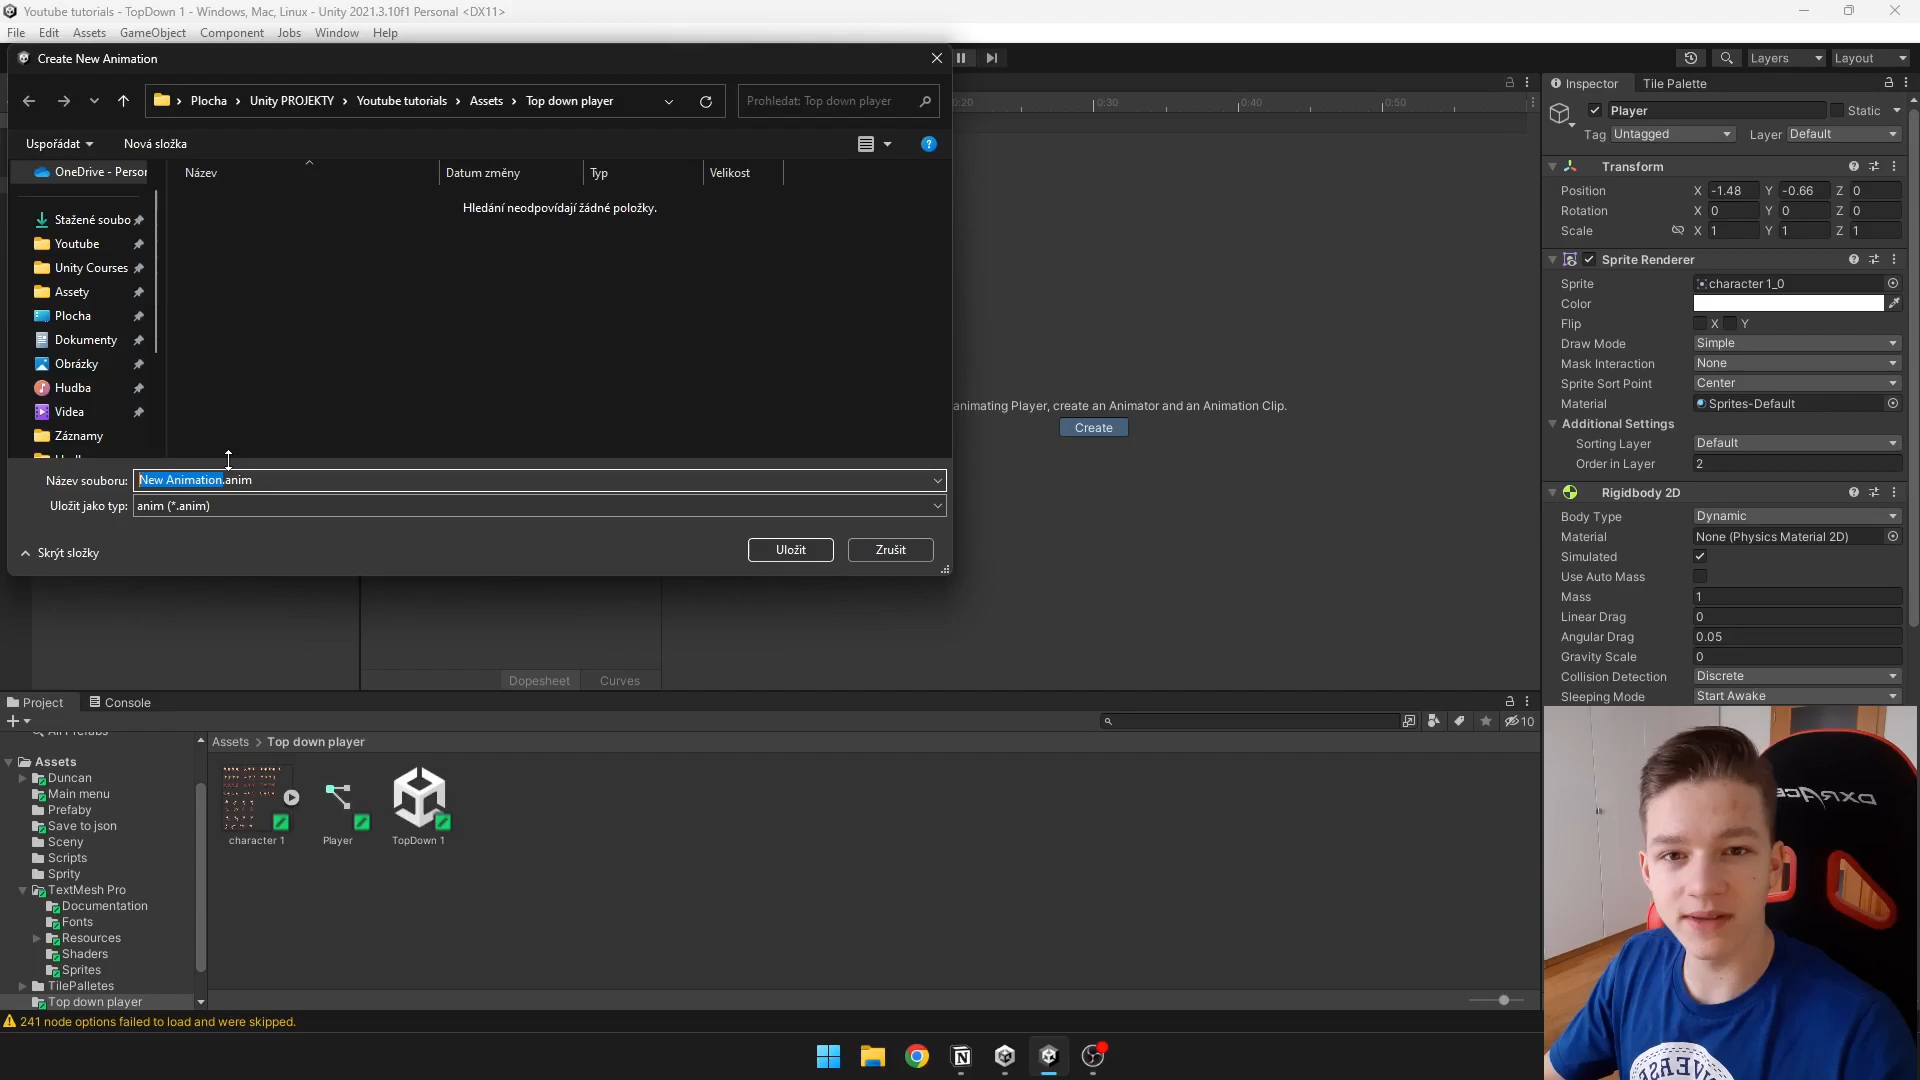 Youtube tutorials - TopDown 1 - Windows, Mac, Linux - Unity 2021.3.10f1 Personal <DX11>
File Edit Assets GameObject Component Jobs Window Help
Create New Animation
Layers Layout
Plocha › Unity PROJEKTY › Youtube tutorials › Assets › Top down player
Prohledat: Top down player
Uspořádat Nová složka
Název Datum změny Typ Velikost
Hledání neodpovídají žádné položky.
OneDrive - Person
Stažené soubo
Youtube
Unity Courses
Assety
Plocha
Dokumenty
Obrázky
Hudba
Videa
Záznamy
Název souboru: New Animation.anim
Uložit jako typ: anim (*.anim)
Skrýt složky
Uložit Zrušit
0:20 0:30 0:40 0:50
animating Player, create an Animator and an Animation Clip.
Create
Dopesheet Curves
Inspector Tile Palette
Player Static
Tag Untagged Layer Default
Transform
Position X -1.48 Y -0.66 Z 0
Rotation X 0 Y 0 Z 0
Scale X 1 Y 1 Z 1
Sprite Renderer
Sprite character 1_0
Color
Flip X Y
Draw Mode Simple
Mask Interaction None
Sprite Sort Point Center
Material Sprites-Default
Additional Settings
Sorting Layer Default
Order in Layer 2
Rigidbody 2D
Body Type Dynamic
Material None (Physics Material 2D)
Simulated
Use Auto Mass
Mass 1
Linear Drag 0
Angular Drag 0.05
Gravity Scale 0
Collision Detection Discrete
Sleeping Mode Start Awake
Project Console
10
All Prefabs
Assets
Duncan
Main menu
Prefaby
Save to json
Sceny
Scripts
Sprity
TextMesh Pro
Documentation
Fonts
Resources
Shaders
Sprites
TilePalletes
Top down player
Assets > Top down player
character 1 Player TopDown 1
241 node options failed to load and were skipped.
DXRACE